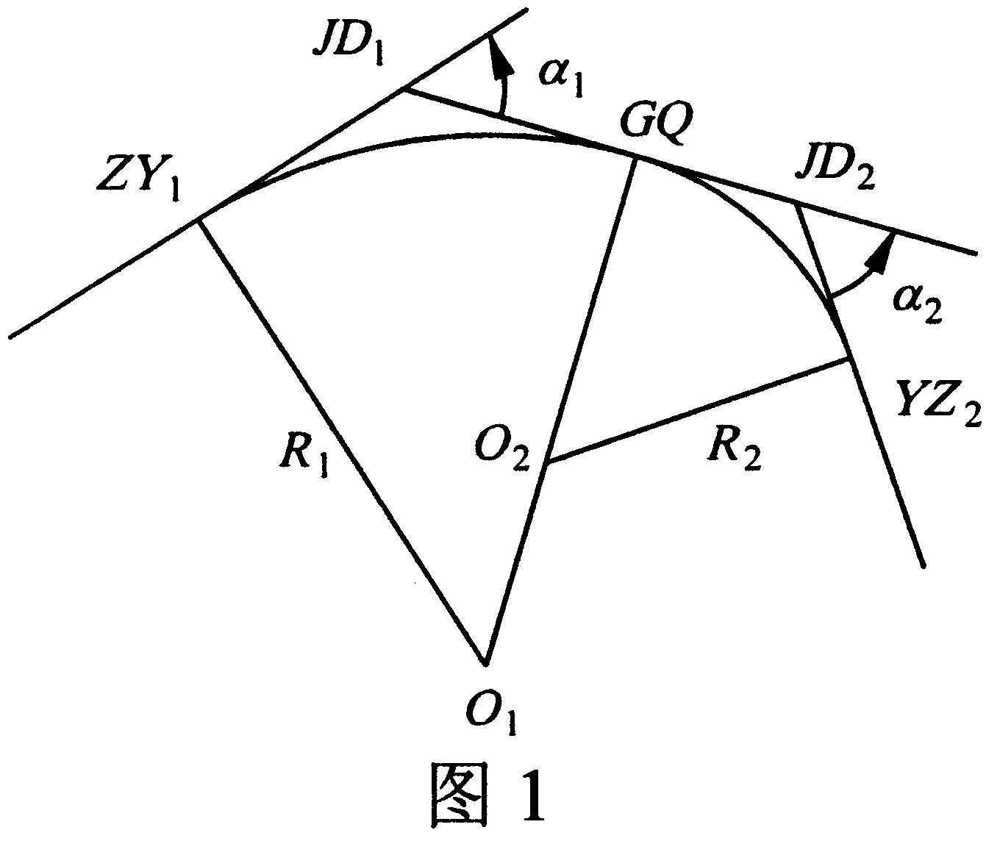 JD₁
α₁
GQ
ZY₁
JD₂
α₂
YZ₂
O₂
R₂
R₁
O₁
图 1